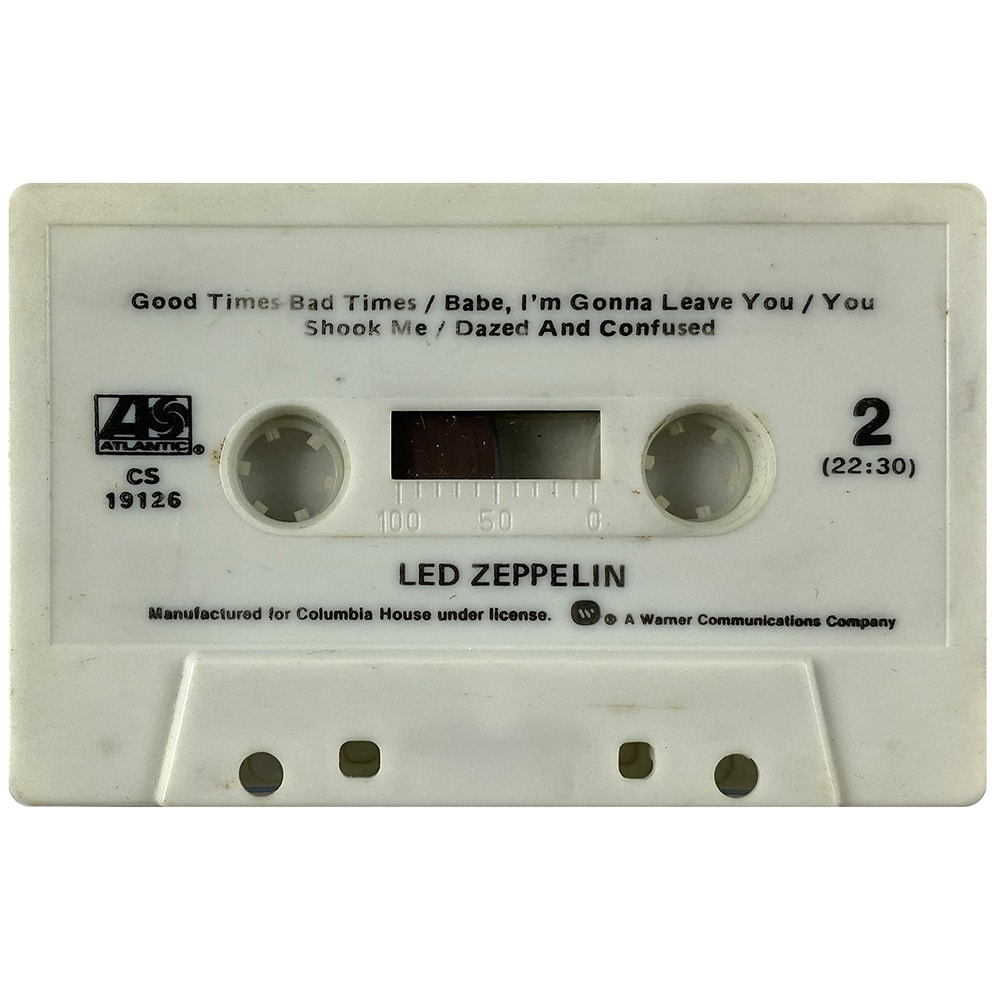 Good Times Bad Times / Babe, I'm Gonna Leave You / You
Shook Me / Dazed And Confused
ATLANTIC®
CS
19126
2
(22:30)
100 50 0
LED ZEPPELIN
Manufactured for Columbia House under license. W ® A Warner Communications Company